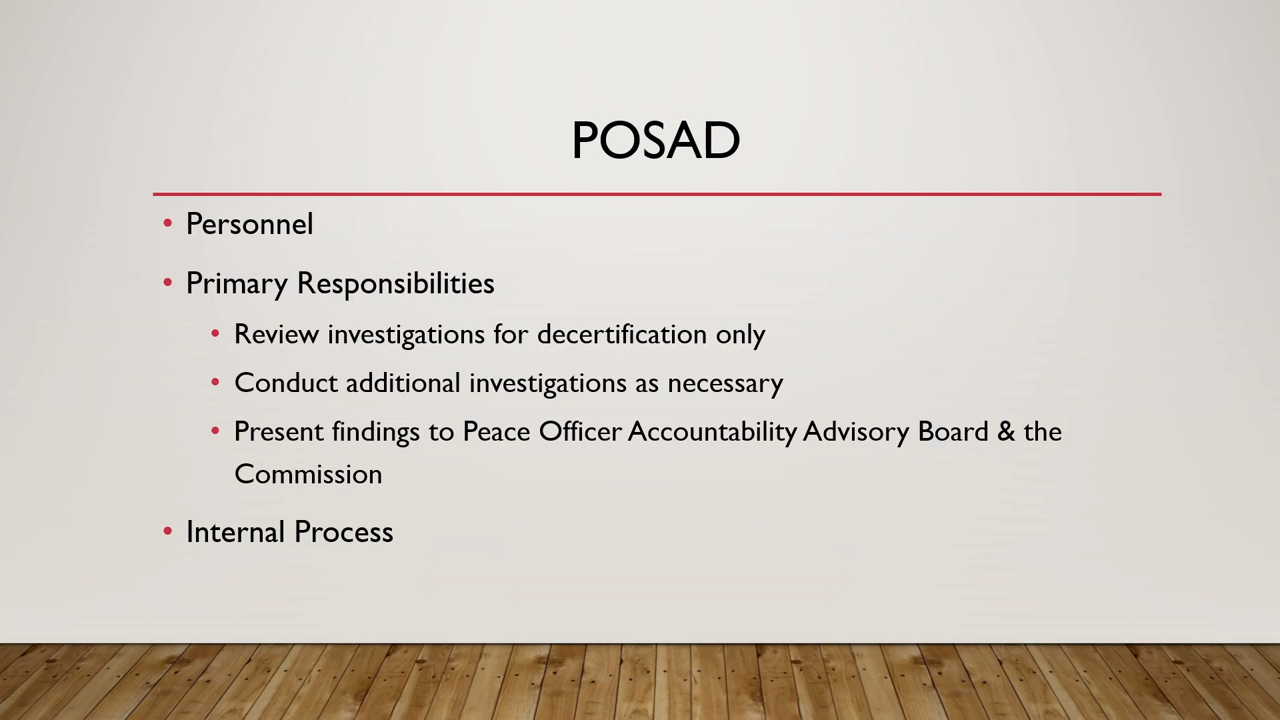 POSAD
• Personnel
• Primary Responsibilities
• Review investigations for decertification only
• Conduct additional investigations as necessary
• Present findings to Peace Officer Accountability Advisory Board & the
Commission
• Internal Process